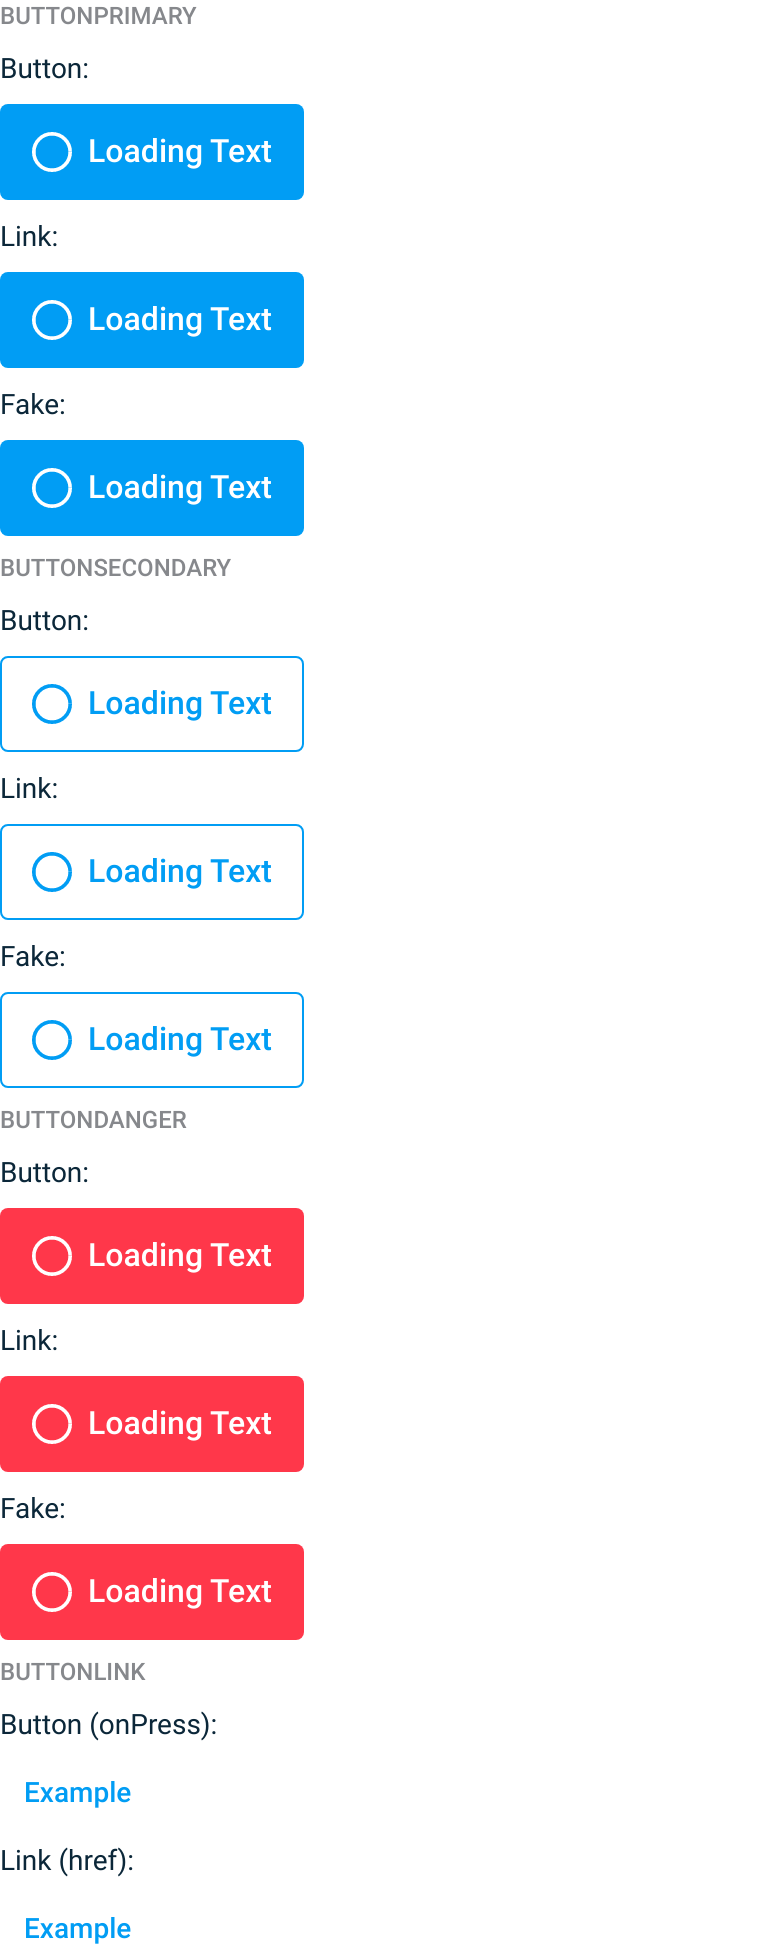 BUTTONPRIMARY
Button:
Loading Text
Link:
Loading Text
Fake:
Loading Text
BUTTONSECONDARY
Button:
Loading Text
Link:
Loading Text
Fake:
Loading Text
BUTTONDANGER
Button:
Loading Text
Link:
Loading Text
Fake:
Loading Text
BUTTONLINK
Button (onPress):
Example
Link (href):
Example